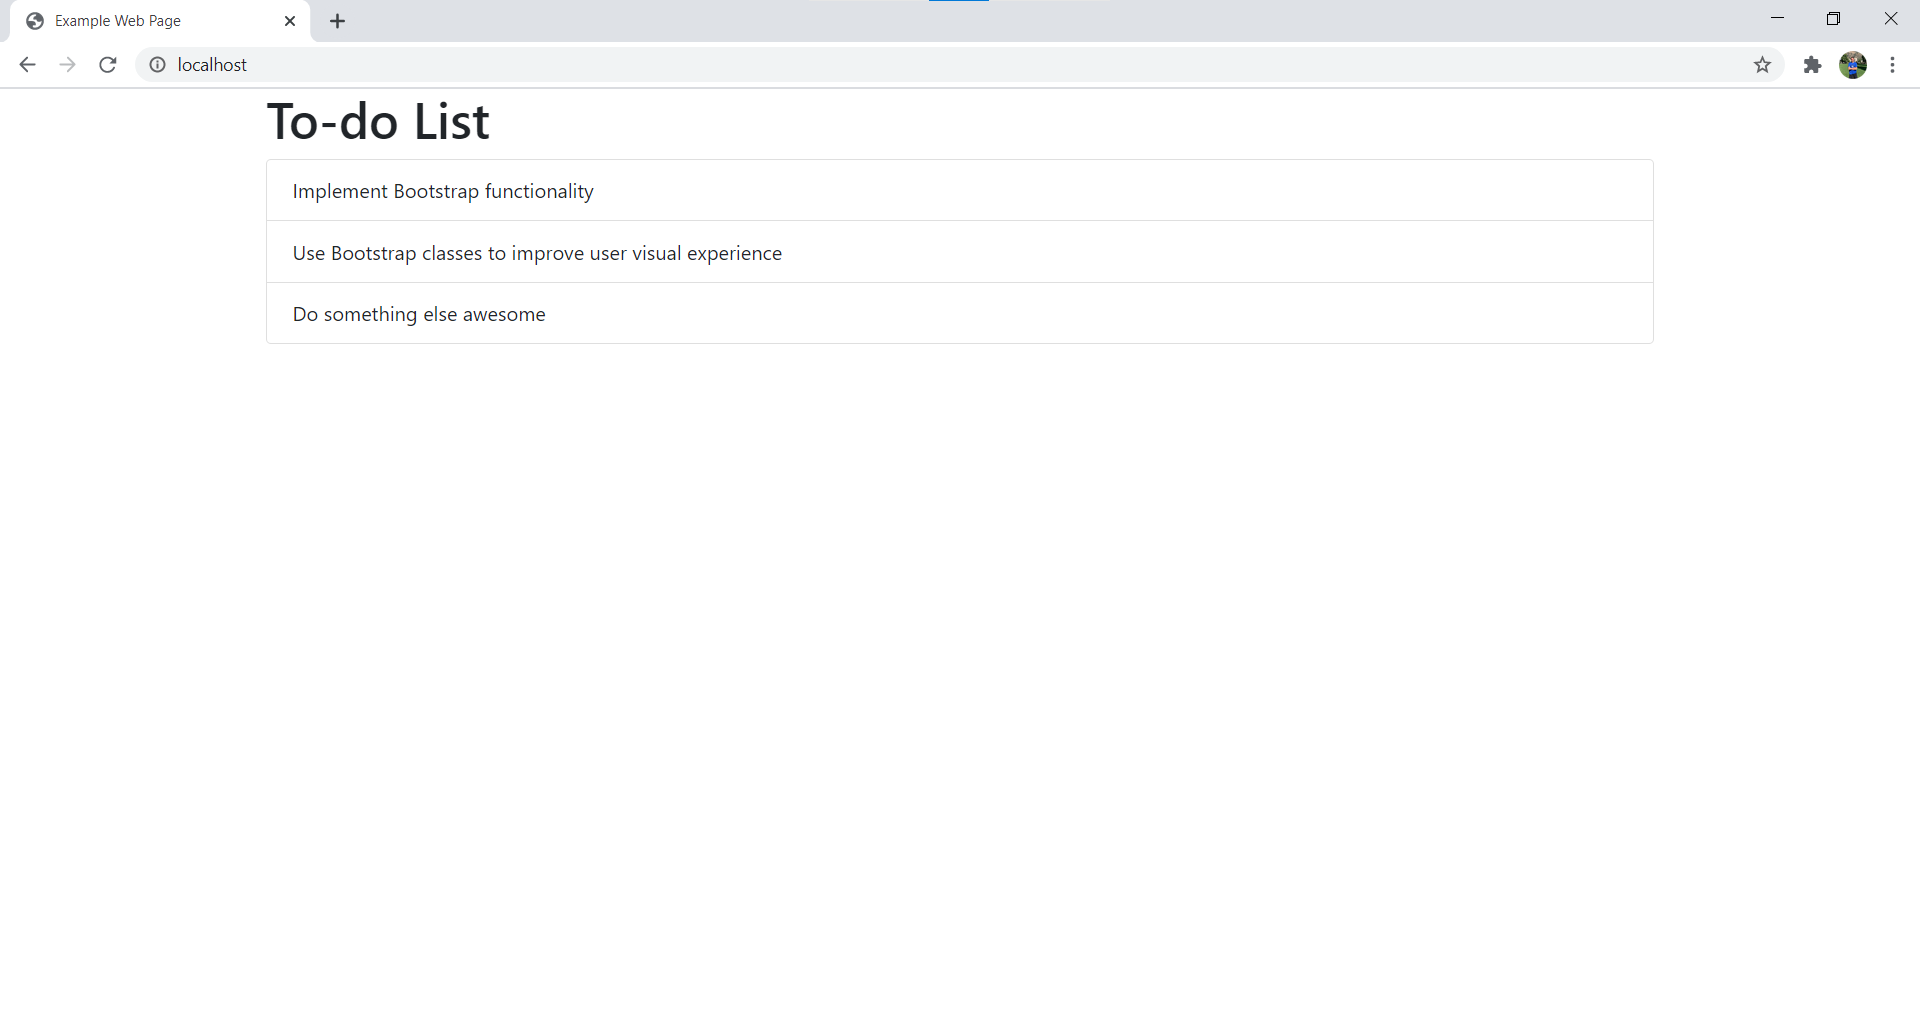 Example Web Page
localhost
To-do List
Implement Bootstrap functionality
Use Bootstrap classes to improve user visual experience
Do something else awesome